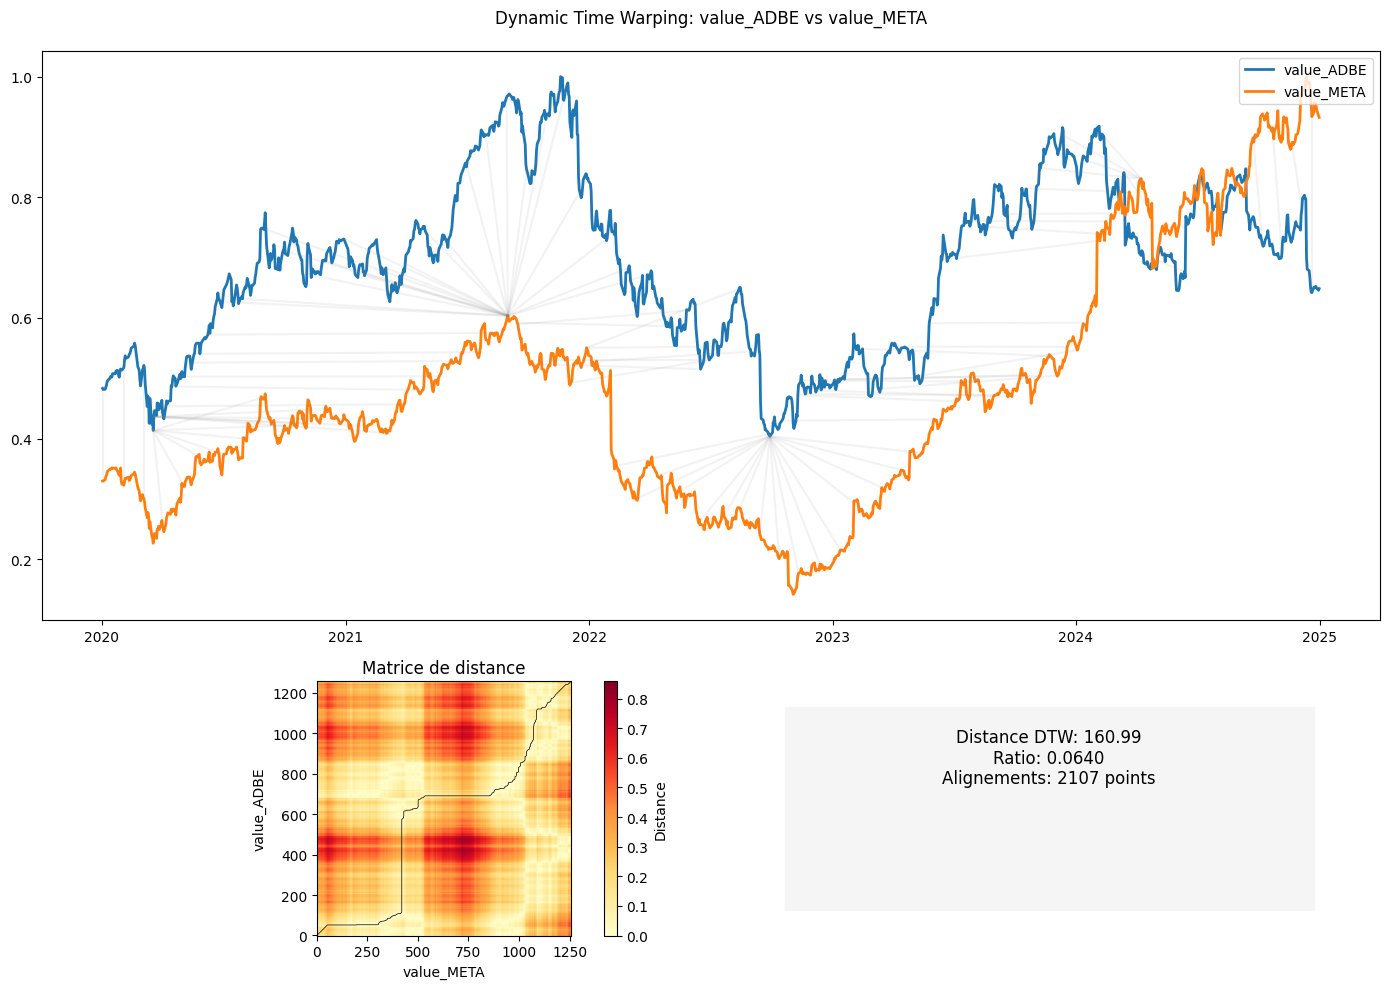 Dynamic Time Warping: value_ADBE vs value_META
1.0
0.8
0.6
0.4
0.2
value_ADBE
value_META
2020 2021 2022 2023 2024 2025
Matrice de distance
1200
1000
800
600
400
200
0
value_ADBE
0 250 500 750 1000 1250
value_META
0.8
0.7
0.6
0.5
0.4
0.3
0.2
0.1
0.0
Distance
Distance DTW: 160.99
Ratio: 0.0640
Alignements: 2107 points